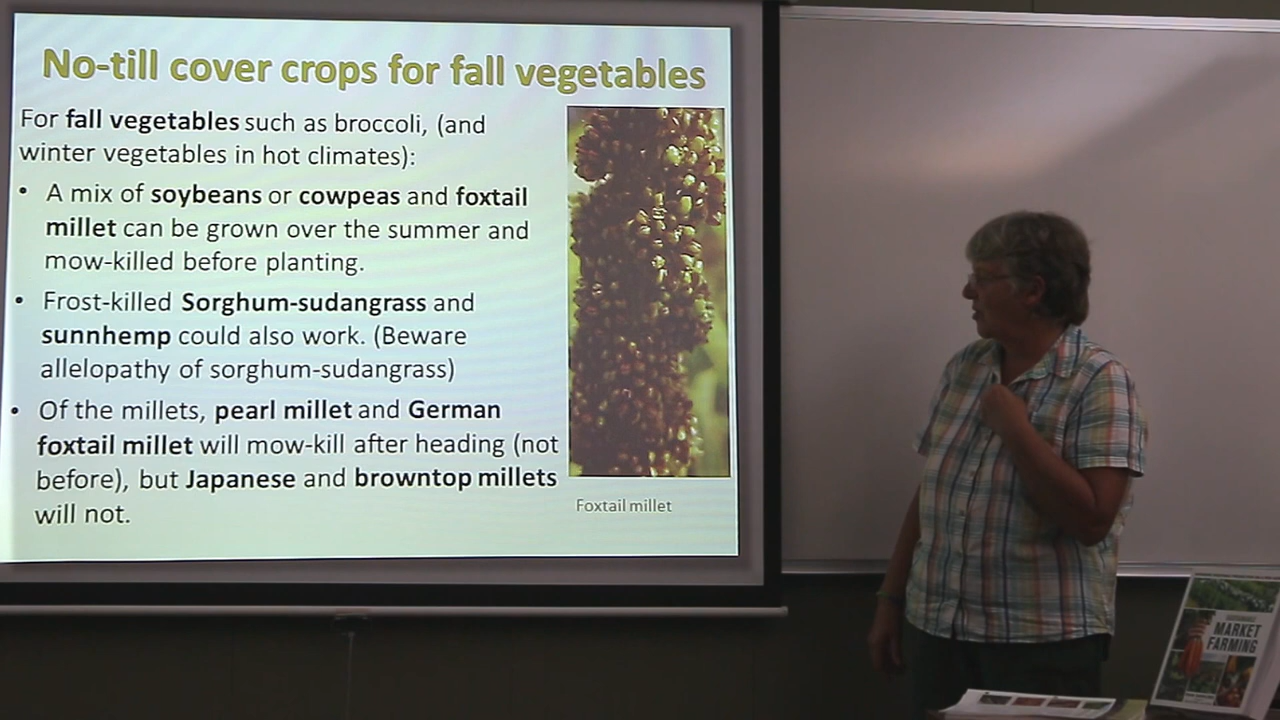 No-till cover crops for fall vegetables
For fall vegetables such as broccoli, (and
winter vegetables in hot climates):
• A mix of soybeans or cowpeas and foxtail
millet can be grown over the summer and
mow-killed before planting.
• Frost-killed Sorghum-sudangrass and
sunnhemp could also work. (Beware
allelopathy of sorghum-sudangrass)
• Of the millets, pearl millet and German
foxtail millet will mow-kill after heading (not
before), but Japanese and browntop millets
will not.
Foxtail millet
MARKET
FARMING